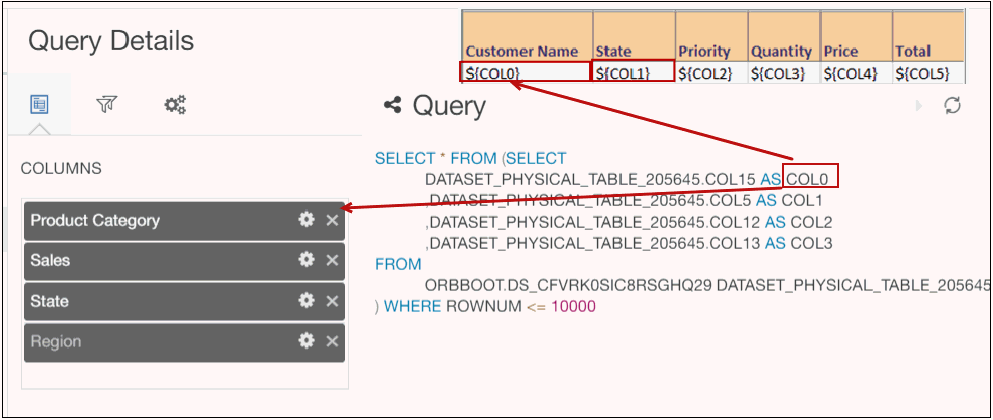 Query Details
Customer Name State Priority Quantity Price Total
${COL0} ${COL1} ${COL2} ${COL3} ${COL4} ${COL5}
Query
COLUMNS
Product Category
Sales
State
Region
SELECT * FROM (SELECT
DATASET_PHYSICAL_TABLE_205645.COL15 AS COL0
,DATASET_PHYSICAL_TABLE_205645.COL5 AS COL1
,DATASET_PHYSICAL_TABLE_205645.COL12 AS COL2
,DATASET_PHYSICAL_TABLE_205645.COL13 AS COL3
FROM
ORBBOOT.DS_CFVRK0SIC8RSGHQ29 DATASET_PHYSICAL_TABLE_205645
) WHERE ROWNUM <= 10000